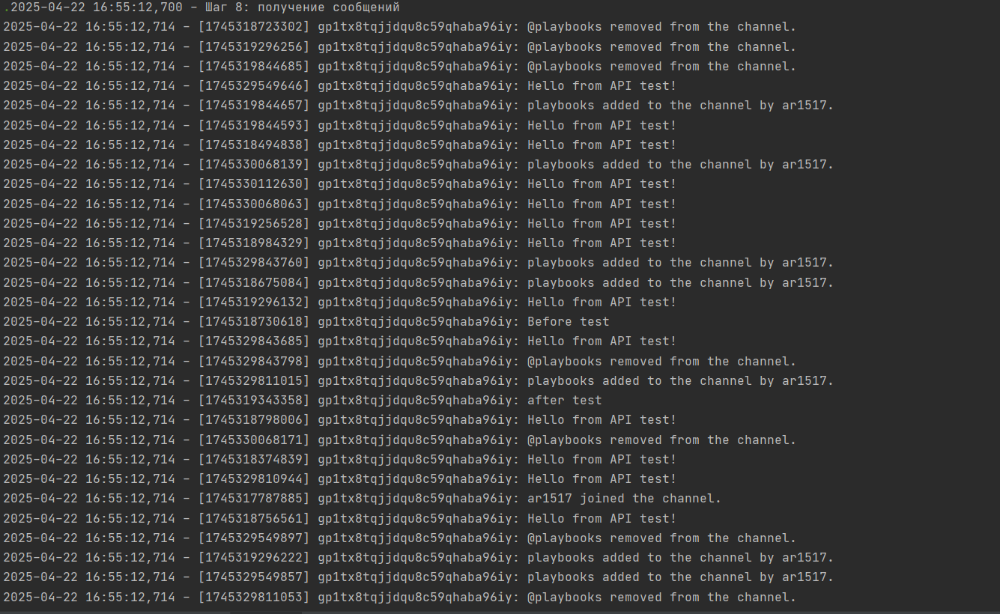 .2025-04-22 16:55:12,700 - Шаг 8: получение сообщений
2025-04-22 16:55:12,714 - [1745318723302] gp1tx8tqjjdqu8c59qhaba96iy: @playbooks removed from the channel.
2025-04-22 16:55:12,714 - [1745319296256] gp1tx8tqjjdqu8c59qhaba96iy: @playbooks removed from the channel.
2025-04-22 16:55:12,714 - [1745319844685] gp1tx8tqjjdqu8c59qhaba96iy: @playbooks removed from the channel.
2025-04-22 16:55:12,714 - [1745329549646] gp1tx8tqjjdqu8c59qhaba96iy: Hello from API test!
2025-04-22 16:55:12,714 - [1745319844657] gp1tx8tqjjdqu8c59qhaba96iy: playbooks added to the channel by ar1517.
2025-04-22 16:55:12,714 - [1745319844593] gp1tx8tqjjdqu8c59qhaba96iy: Hello from API test!
2025-04-22 16:55:12,714 - [1745318494838] gp1tx8tqjjdqu8c59qhaba96iy: Hello from API test!
2025-04-22 16:55:12,714 - [1745330068139] gp1tx8tqjjdqu8c59qhaba96iy: playbooks added to the channel by ar1517.
2025-04-22 16:55:12,714 - [1745330112630] gp1tx8tqjjdqu8c59qhaba96iy: Hello from API test!
2025-04-22 16:55:12,714 - [1745330068063] gp1tx8tqjjdqu8c59qhaba96iy: Hello from API test!
2025-04-22 16:55:12,714 - [1745319256528] gp1tx8tqjjdqu8c59qhaba96iy: Hello from API test!
2025-04-22 16:55:12,714 - [1745318984329] gp1tx8tqjjdqu8c59qhaba96iy: Hello from API test!
2025-04-22 16:55:12,714 - [1745329843760] gp1tx8tqjjdqu8c59qhaba96iy: playbooks added to the channel by ar1517.
2025-04-22 16:55:12,714 - [1745318675084] gp1tx8tqjjdqu8c59qhaba96iy: playbooks added to the channel by ar1517.
2025-04-22 16:55:12,714 - [1745319296132] gp1tx8tqjjdqu8c59qhaba96iy: Hello from API test!
2025-04-22 16:55:12,714 - [1745318730618] gp1tx8tqjjdqu8c59qhaba96iy: Before test
2025-04-22 16:55:12,714 - [1745329843685] gp1tx8tqjjdqu8c59qhaba96iy: Hello from API test!
2025-04-22 16:55:12,714 - [1745329843798] gp1tx8tqjjdqu8c59qhaba96iy: @playbooks removed from the channel.
2025-04-22 16:55:12,714 - [1745329811015] gp1tx8tqjjdqu8c59qhaba96iy: playbooks added to the channel by ar1517.
2025-04-22 16:55:12,714 - [1745319343358] gp1tx8tqjjdqu8c59qhaba96iy: after test
2025-04-22 16:55:12,714 - [1745318798006] gp1tx8tqjjdqu8c59qhaba96iy: Hello from API test!
2025-04-22 16:55:12,714 - [1745330068171] gp1tx8tqjjdqu8c59qhaba96iy: @playbooks removed from the channel.
2025-04-22 16:55:12,714 - [1745318374839] gp1tx8tqjjdqu8c59qhaba96iy: Hello from API test!
2025-04-22 16:55:12,714 - [1745329810944] gp1tx8tqjjdqu8c59qhaba96iy: Hello from API test!
2025-04-22 16:55:12,714 - [1745317787885] gp1tx8tqjjdqu8c59qhaba96iy: ar1517 joined the channel.
2025-04-22 16:55:12,714 - [1745318756561] gp1tx8tqjjdqu8c59qhaba96iy: Hello from API test!
2025-04-22 16:55:12,714 - [1745329549897] gp1tx8tqjjdqu8c59qhaba96iy: @playbooks removed from the channel.
2025-04-22 16:55:12,714 - [1745319296222] gp1tx8tqjjdqu8c59qhaba96iy: playbooks added to the channel by ar1517.
2025-04-22 16:55:12,714 - [1745329549857] gp1tx8tqjjdqu8c59qhaba96iy: playbooks added to the channel by ar1517.
2025-04-22 16:55:12,714 - [1745329811053] gp1tx8tqjjdqu8c59qhaba96iy: @playbooks removed from the channel.